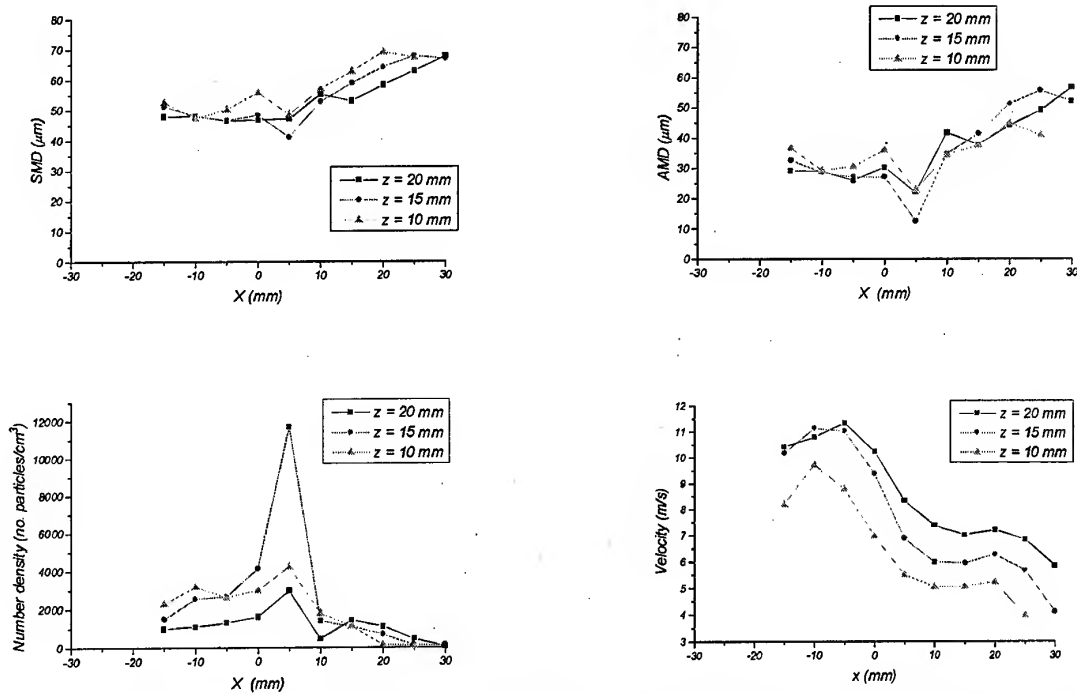 80
70
60
50
40
30
20
10
0
SMD (μm)
z = 20 mm
z = 15 mm
z = 10 mm
-30 -20 -10 0 10 20 30
X (mm)
z = 20 mm
z = 15 mm
z = 10 mm
80
70
60
50
40
30
20
10
0
AMD (μm)
-30 -20 -10 0 10 20 30
X (mm)
z = 20 mm
z = 15 mm
z = 10 mm
12000
10000
8000
6000
4000
2000
0
Number density (no. particles/cm³)
-30 -20 -10 0 10 20 30
X (mm)
z = 20 mm
z = 15 mm
z = 10 mm
12
11
10
9
8
7
6
5
4
3
Velocity (m/s)
-30 -20 -10 0 10 20 30
x (mm)